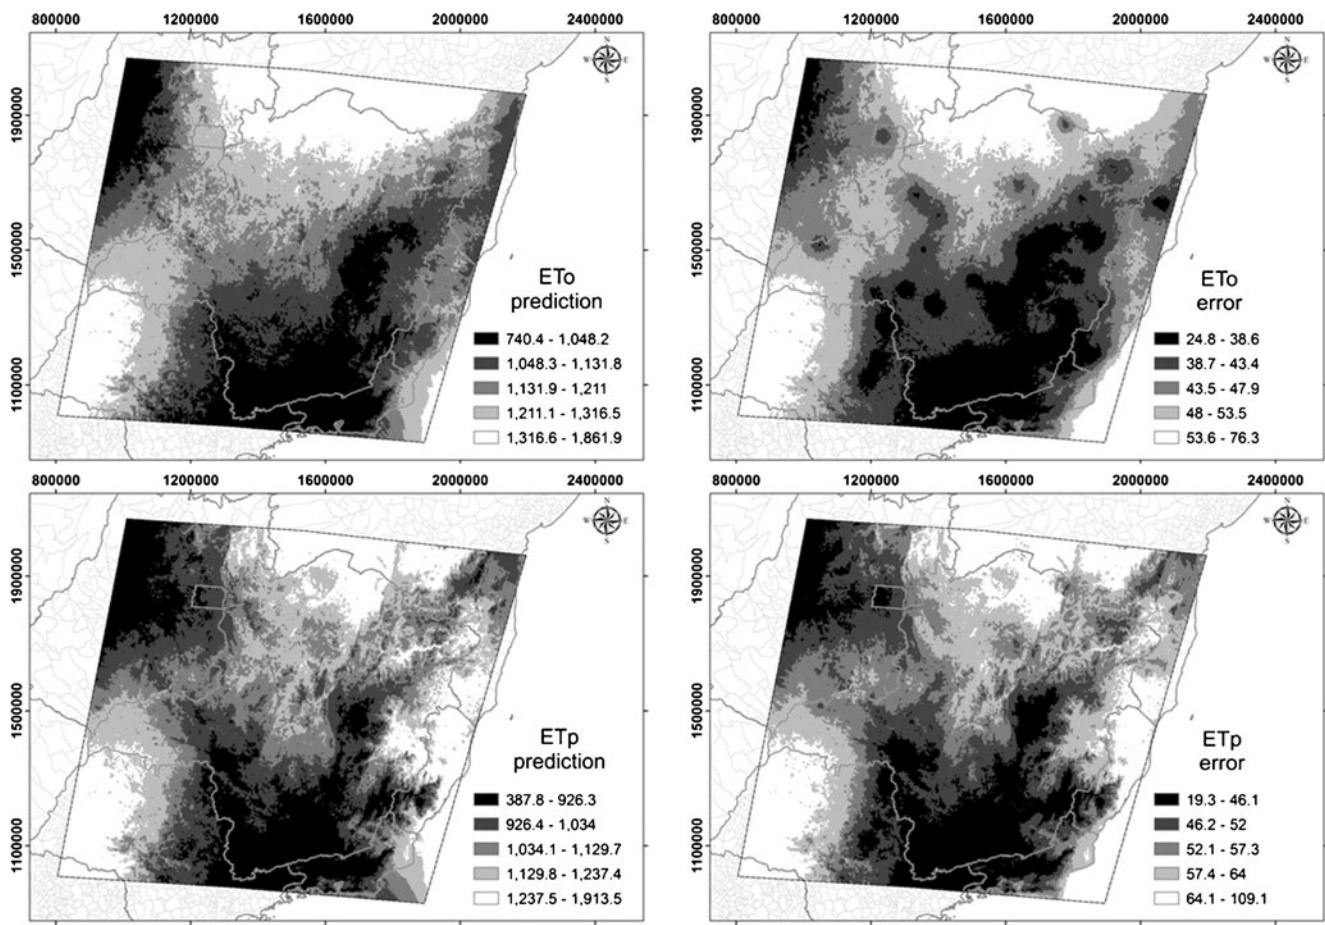 800000 1200000 1600000 2000000 2400000
800000 1200000 1600000 2000000 2400000
N
W E
S
N
W E
S
1900000
1500000
1100000
ETo
prediction
740.4 - 1,048.2
1,048.3 - 1,131.8
1,131.9 - 1,211
1,211.1 - 1,316.5
1,316.6 - 1,861.9
1900000
1500000
1100000
ETo
error
24.8 - 38.6
38.7 - 43.4
43.5 - 47.9
48 - 53.5
53.6 - 76.3
800000 1200000 1600000 2000000 2400000
800000 1200000 1600000 2000000 2400000
N
W E
S
N
W E
S
1900000
1500000
1100000
ETp
prediction
387.8 - 926.3
926.4 - 1,034
1,034.1 - 1,129.7
1,129.8 - 1,237.4
1,237.5 - 1,913.5
1900000
1500000
1100000
ETp
error
19.3 - 46.1
46.2 - 52
52.1 - 57.3
57.4 - 64
64.1 - 109.1